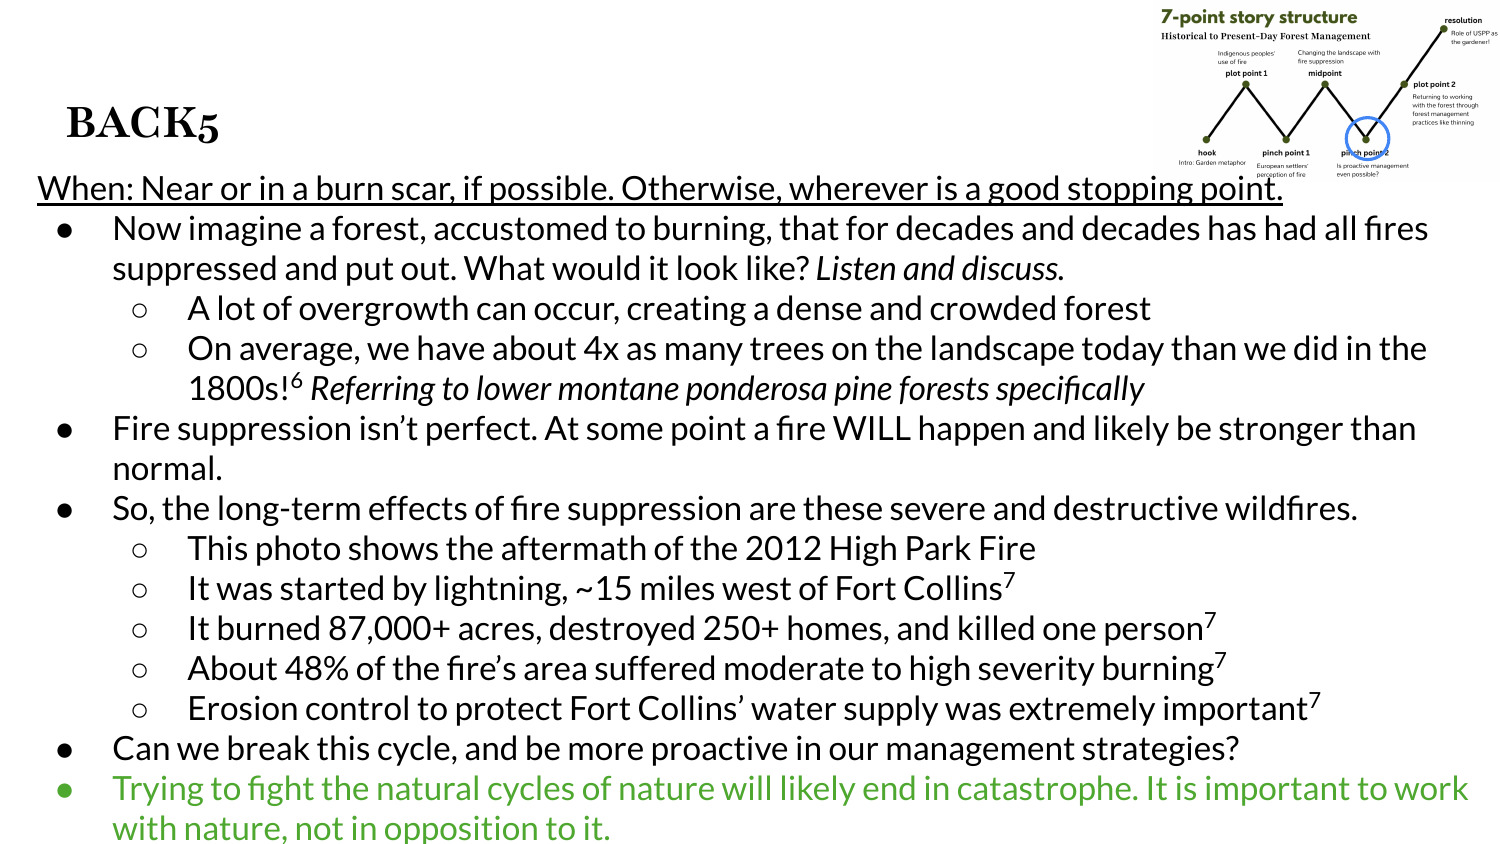 7-point story structure
Historical to Present-Day Forest Management
resolution
Role of USPP as
the gardener!
Indigenous peoples'
use of fire
plot point 1
Changing the landscape with
fire suppression
midpoint
plot point 2
Returning to working
with the forest through
forest management
practices like thinning
hook
Intro: Garden metaphor
pinch point 1
European settlers'
perception of fire
pinch point 2
Is proactive management
even possible?
BACK5
When: Near or in a burn scar, if possible. Otherwise, wherever is a good stopping point.
● Now imagine a forest, accustomed to burning, that for decades and decades has had all fires
suppressed and put out. What would it look like? Listen and discuss.
○ A lot of overgrowth can occur, creating a dense and crowded forest
○ On average, we have about 4x as many trees on the landscape today than we did in the
1800s!⁶ Referring to lower montane ponderosa pine forests specifically
● Fire suppression isn’t perfect. At some point a fire WILL happen and likely be stronger than
normal.
● So, the long-term effects of fire suppression are these severe and destructive wildfires.
○ This photo shows the aftermath of the 2012 High Park Fire
○ It was started by lightning, ~15 miles west of Fort Collins⁷
○ It burned 87,000+ acres, destroyed 250+ homes, and killed one person⁷
○ About 48% of the fire’s area suffered moderate to high severity burning⁷
○ Erosion control to protect Fort Collins’ water supply was extremely important⁷
● Can we break this cycle, and be more proactive in our management strategies?
● Trying to fight the natural cycles of nature will likely end in catastrophe. It is important to work
with nature, not in opposition to it.